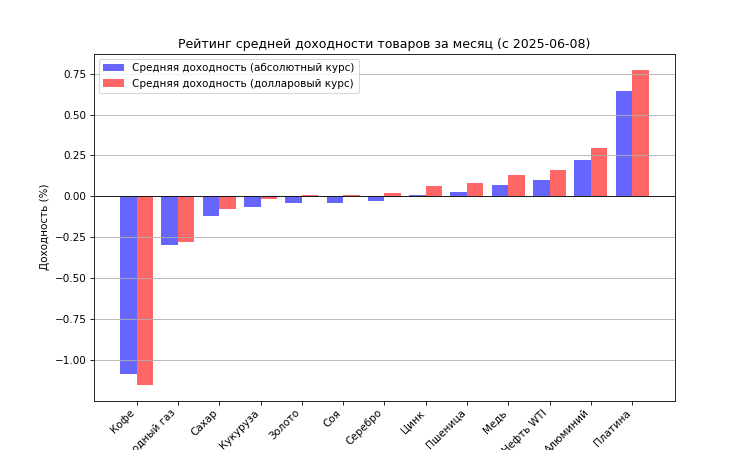 Рейтинг средней доходности товаров за месяц (с 2025-06-08)
Средняя доходность (абсолютный курс)
Средняя доходность (долларовый курс)
Доходность (%)
0.75
0.50
0.25
0.00
−0.25
−0.50
−0.75
−1.00
Кофе
газ
Сахар
Кукуруза
Золото
Соя
Серебро
Цинк
Пшеница
Медь
Нефть WTI
Алюминий
Платина